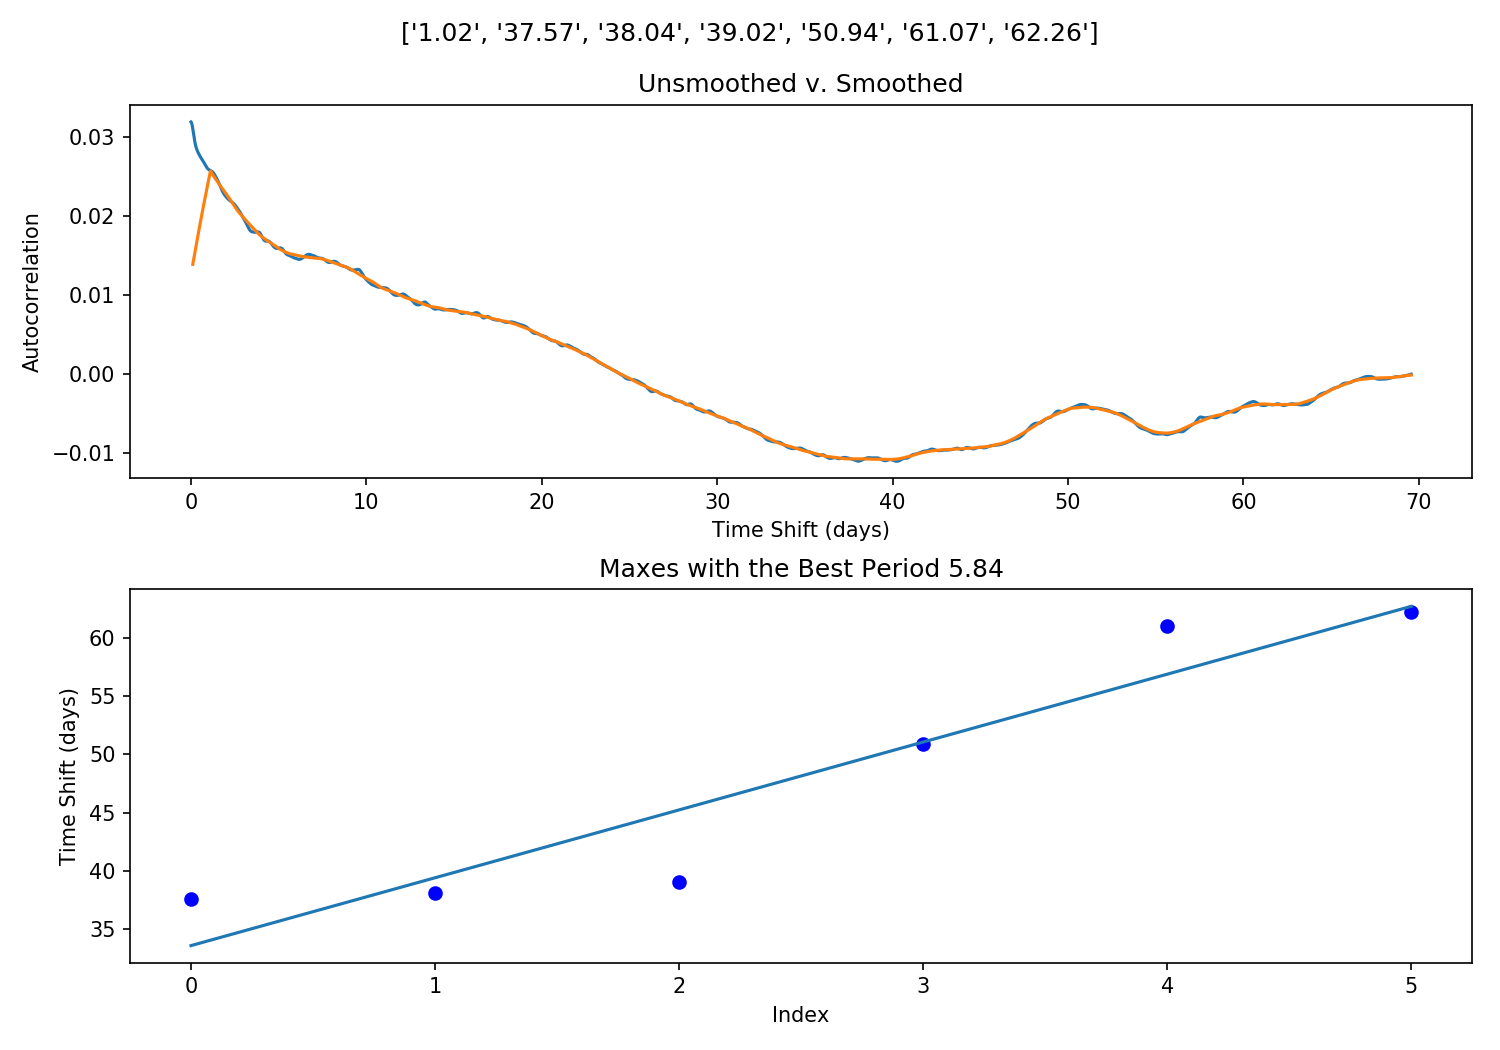 ['1.02', '37.57', '38.04', '39.02', '50.94', '61.07', '62.26']
Unsmoothed v. Smoothed
Autocorrelation
0.03
0.02
0.01
0.00
−0.01
0 10 20 30 40 50 60 70
Time Shift (days)
Maxes with the Best Period 5.84
Time Shift (days)
60
55
50
45
40
35
0 1 2 3 4 5
Index